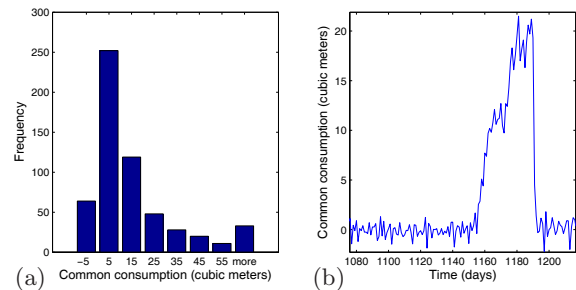 300
250
200
150
100
50
0
Frequency
−5 5 15 25 35 45 55 more
Common consumption (cubic meters)
(a)
20
15
10
5
0
Common consumption (cubic meters)
1080 1100 1120 1140 1160 1180 1200
Time (days)
(b)